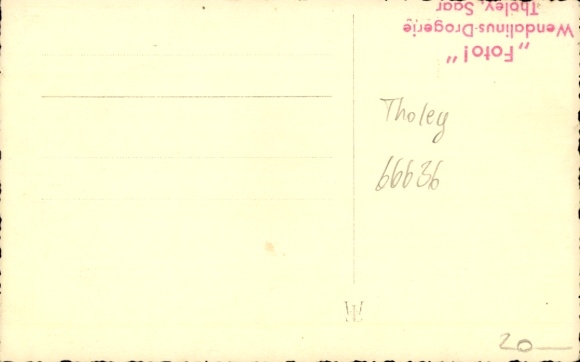 „Foto!"
Wendalinus-Drogerie
Tholey, Saar
Tholey
66636
20